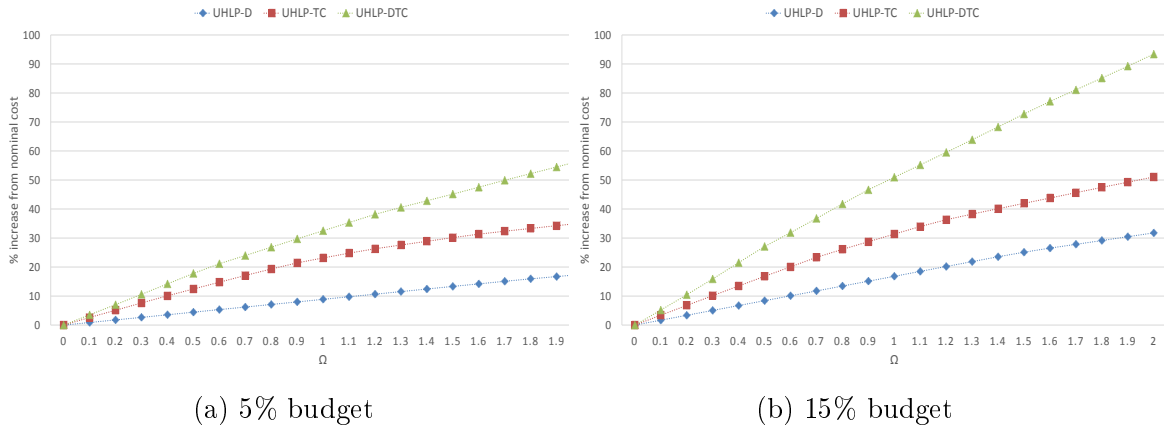 UHLP-D UHLP-TC UHLP-DTC
100
90
80
70
60
50
40
30
20
10
0
% increase from nominal cost
0 0.1 0.2 0.3 0.4 0.5 0.6 0.7 0.8 0.9 1 1.1 1.2 1.3 1.4 1.5 1.6 1.7 1.8 1.9
Ω
(a) 5% budget
UHLP-D UHLP-TC UHLP-DTC
100
90
80
70
60
50
40
30
20
10
0
% increase from nominal cost
0 0.1 0.2 0.3 0.4 0.5 0.6 0.7 0.8 0.9 1 1.1 1.2 1.3 1.4 1.5 1.6 1.7 1.8 1.9 2
Ω
(b) 15% budget